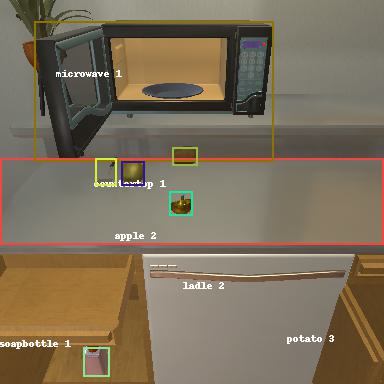 microwave 1
countertop 1
apple 2
ladle 2
potato 3
soapbottle 1